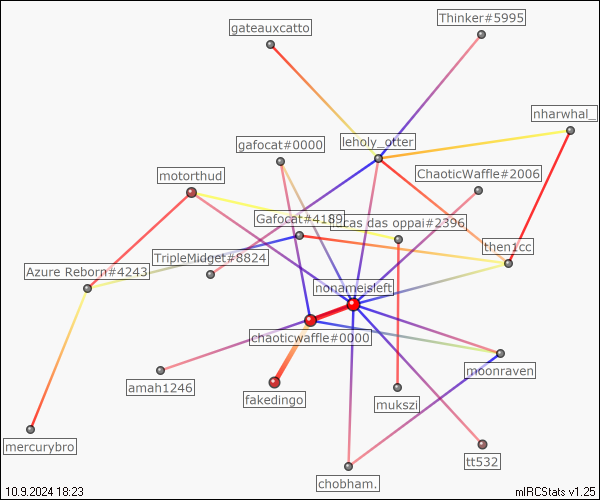 gateauxcatto
Thinker#5995
nharwhal_
gafocat#0000
leholy_otter
motorthud
ChaoticWaffle#2006
Gafocat#4189
cas das oppai#2396
then1cc
TripleMidget#8824
Azure Reborn#4243
nonameisleft
chaoticwaffle#0000
moonraven
amah1246
fakedingo
mukszi
mercurybro
tt532
chobham.
10.9.2024 18:23
mIRCStats v1.25